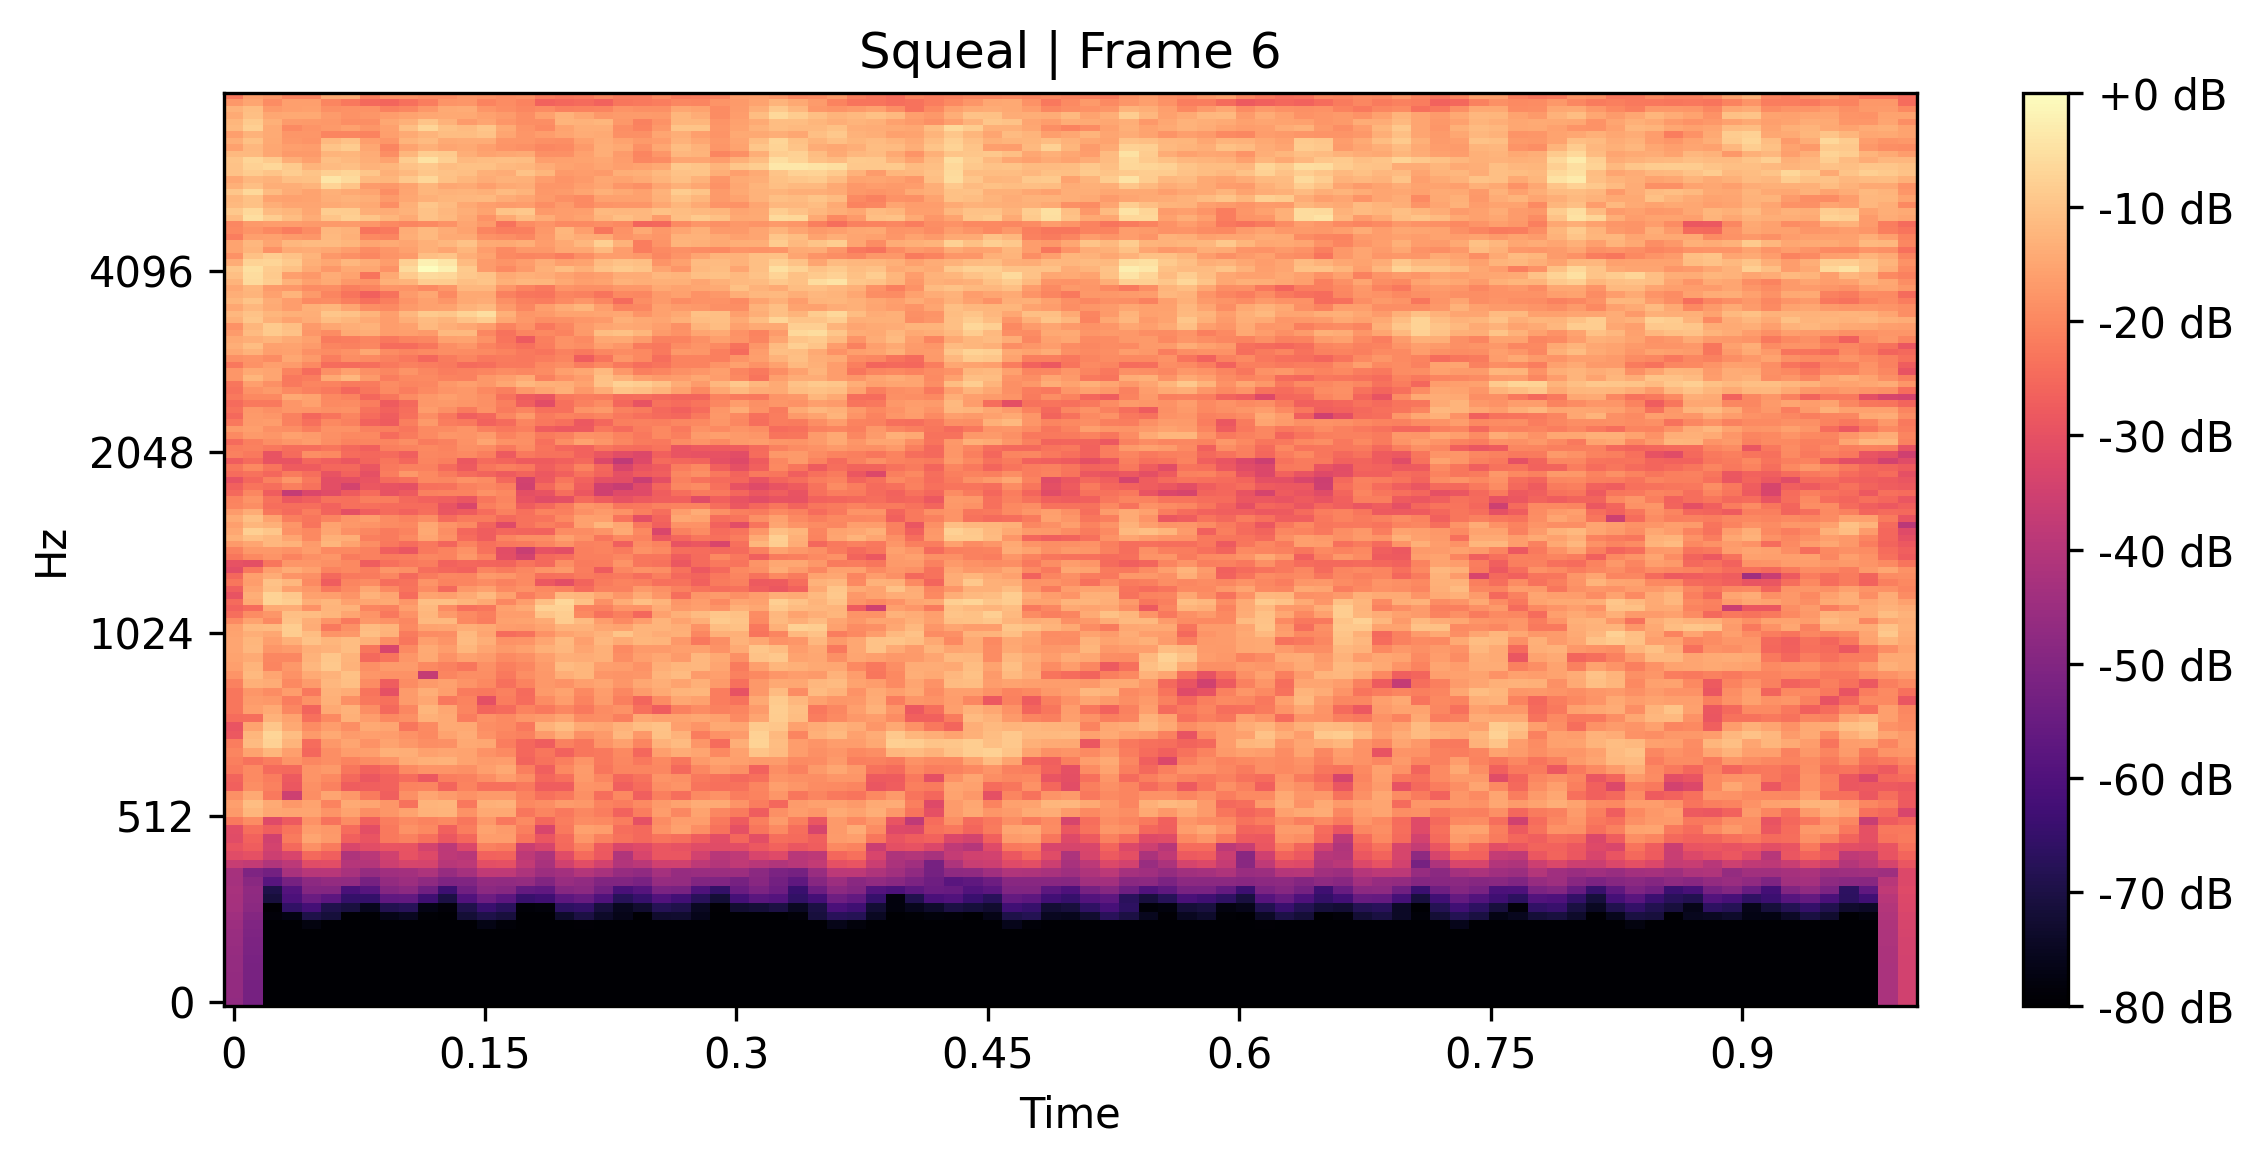 Squeal | Frame 6
+0 dB
-10 dB
-20 dB
-30 dB
-40 dB
-50 dB
-60 dB
-70 dB
-80 dB
Hz
4096
2048
1024
512
0
0 0.15 0.3 0.45 0.6 0.75 0.9
Time